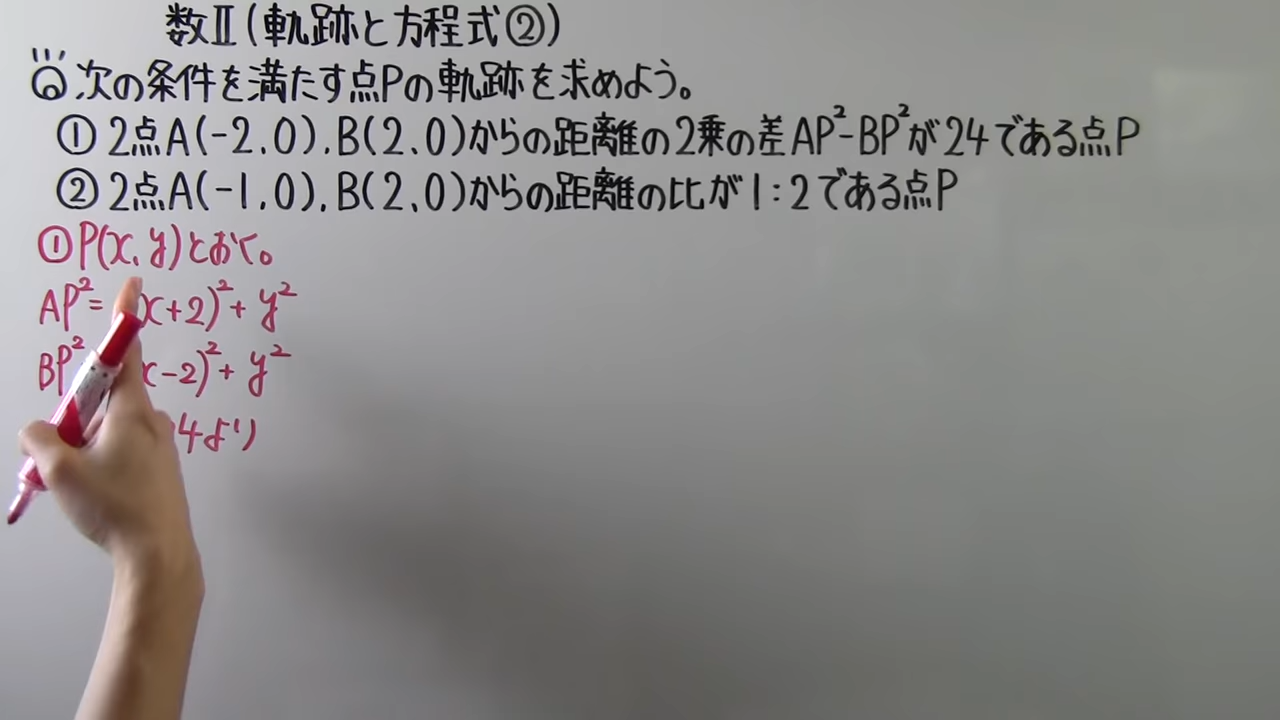 数Ⅱ(軌跡と方程式②)
Q 次の条件を満たす点Pの軌跡を求めよう。
① 2点A(-2,0),B(2,0)からの距離の2乗の差AP²-BP²が24である点P
② 2点A(-1,0),B(2,0)からの距離の比が1:2である点P
①P(x,y)とおく。
AP²= x+2)²+y²
BP² x-2)²+y²
4より